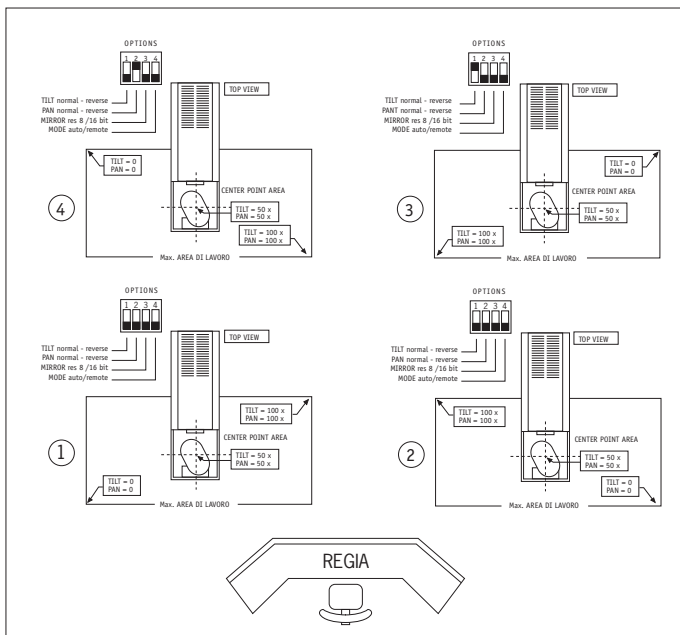 OPTIONS
1 2 3 4
TILT normal - reverse
PAN normal - reverse
MIRROR res 8 /16 bit
MODE auto/remote
TOP VIEW
TILT = 0
PAN = 0
CENTER POINT AREA
TILT = 50 x
PAN = 50 x
TILT = 100 x
PAN = 100 x
4
Max. AREA DI LAVORO
OPTIONS
1 2 3 4
TILT normal - reverse
PANT normal - reverse
MIRROR res 8 /16 bit
MODE auto/remote
TOP VIEW
TILT = 0
PAN = 0
CENTER POINT AREA
TILT = 50 x
PAN = 50 x
3
TILT = 100 x
PAN = 100 x
Max. AREA DI LAVORO
OPTIONS
1 2 3 4
TILT normal - reverse
PAN normal - reverse
MIRROR res 8 /16 bit
MODE auto/remote
TOP VIEW
TILT = 100 x
PAN = 100 x
CENTER POINT AREA
1
TILT = 50 x
PAN = 50 x
TILT = 0
PAN = 0
Max. AREA DI LAVORO
OPTIONS
1 2 3 4
TILT normal - reverse
PAN normal - reverse
MIRROR res 8 /16 bit
MODE auto/remote
TOP VIEW
TILT = 100 x
PAN = 100 x
CENTER POINT AREA
2
TILT = 50 x
PAN = 50 x
TILT = 0
PAN = 0
Max. AREA DI LAVORO
REGIA